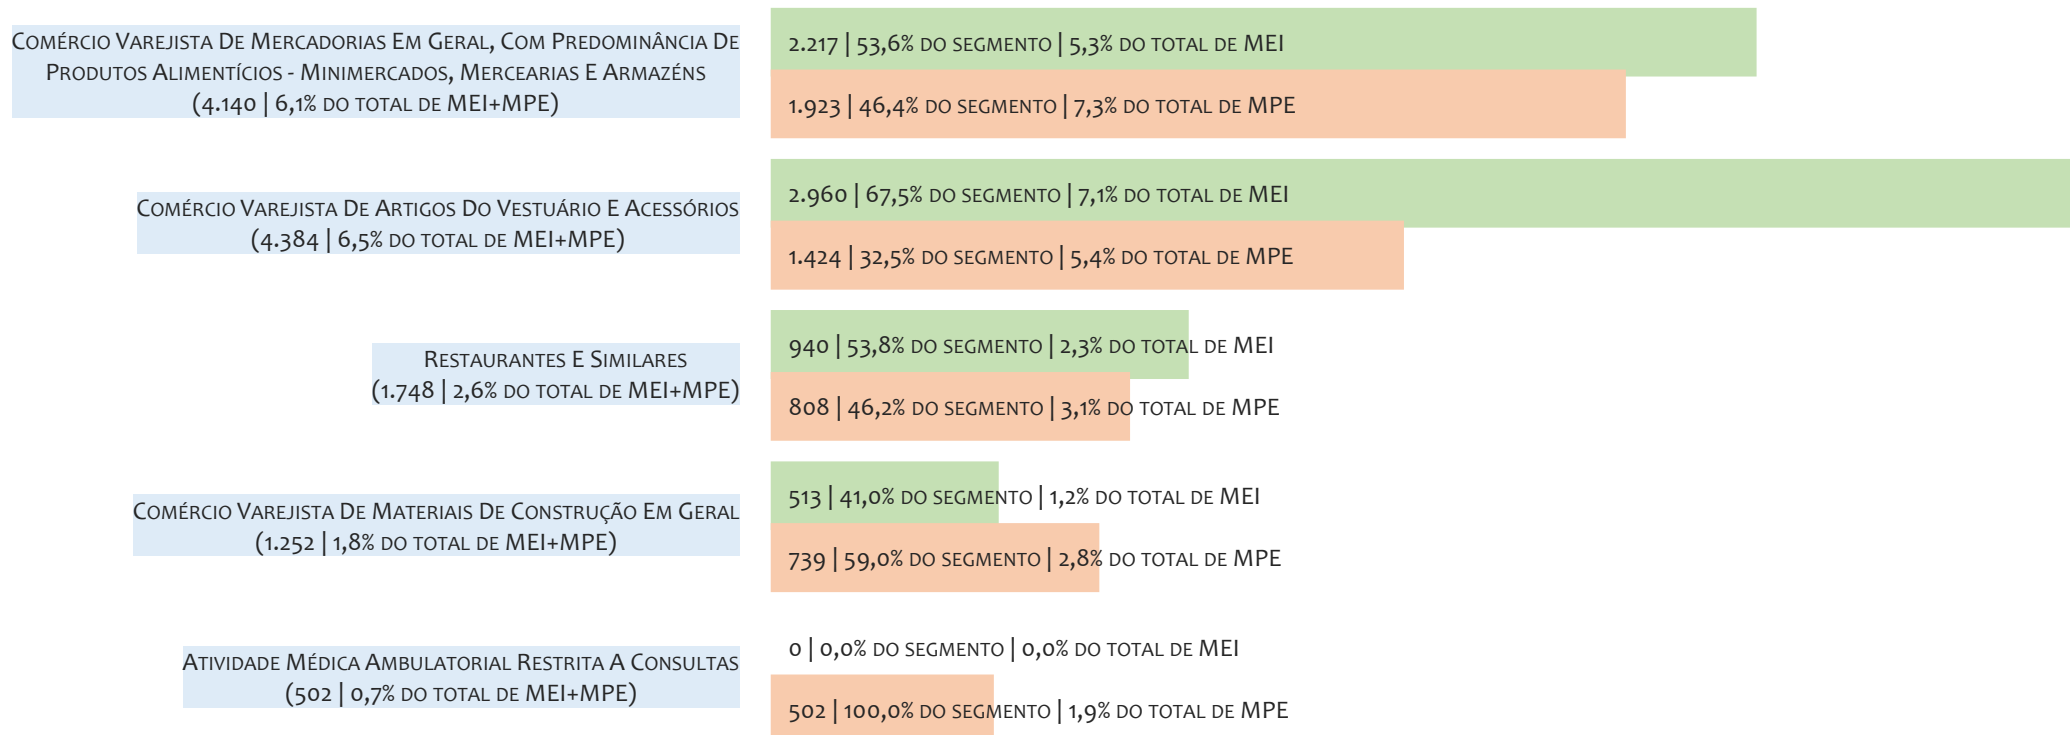 Comércio Varejista De Mercadorias Em Geral, Com Predominância De
Produtos Alimentícios - Minimercados, Mercearias E Armazéns
(4.140 | 6,1% do total de MEI+MPE)
2.217 | 53,6% do segmento | 5,3% do total de MEI
1.923 | 46,4% do segmento | 7,3% do total de MPE
Comércio Varejista De Artigos Do Vestuário E Acessórios
(4.384 | 6,5% do total de MEI+MPE)
2.960 | 67,5% do segmento | 7,1% do total de MEI
1.424 | 32,5% do segmento | 5,4% do total de MPE
Restaurantes E Similares
(1.748 | 2,6% do total de MEI+MPE)
940 | 53,8% do segmento | 2,3% do total de MEI
808 | 46,2% do segmento | 3,1% do total de MPE
Comércio Varejista De Materiais De Construção Em Geral
(1.252 | 1,8% do total de MEI+MPE)
513 | 41,0% do segmento | 1,2% do total de MEI
739 | 59,0% do segmento | 2,8% do total de MPE
Atividade Médica Ambulatorial Restrita A Consultas
(502 | 0,7% do total de MEI+MPE)
0 | 0,0% do segmento | 0,0% do total de MEI
502 | 100,0% do segmento | 1,9% do total de MPE